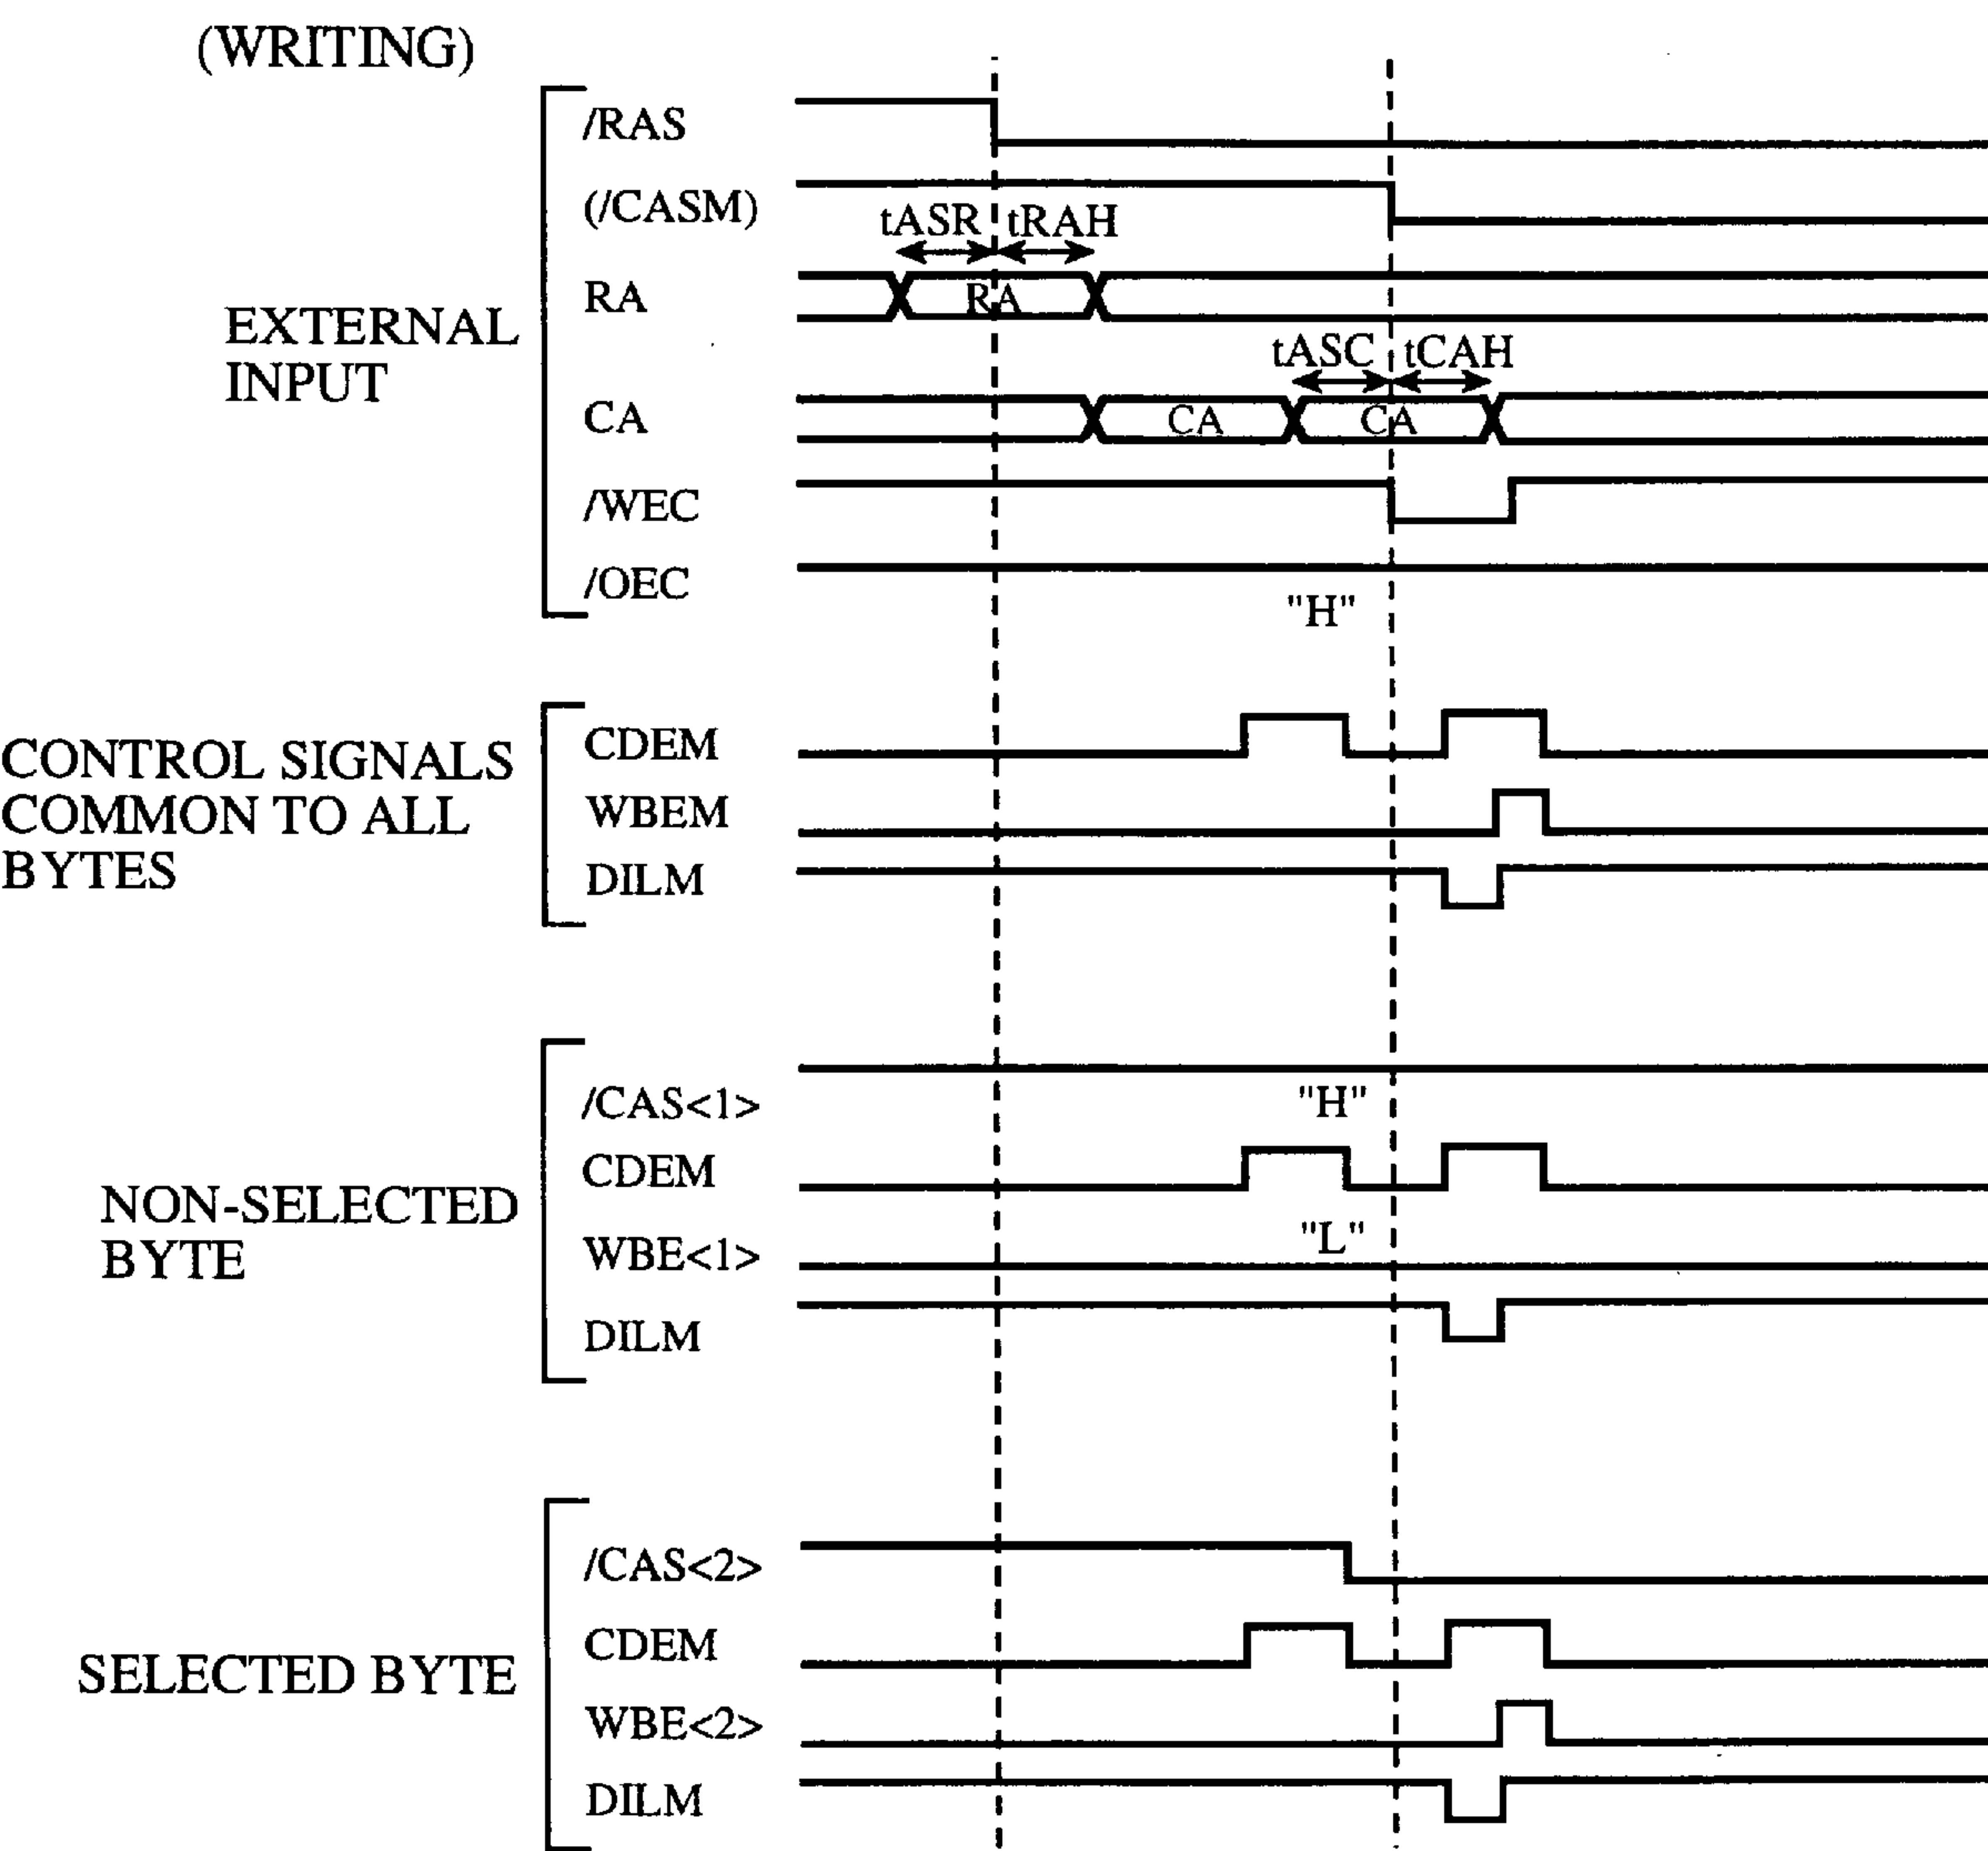 (WRITING)
/RAS
(/CASM)
tASR tRAH
RA RA
EXTERNAL
INPUT
tASC tCAH
CA CA CA
/WEC
/OEC
"H"
CONTROL SIGNALS
COMMON TO ALL
BYTES
CDEM
WBEM
DILM
/CAS<1> "H"
CDEM
NON-SELECTED
BYTE
WBE<1> "L"
DILM
/CAS<2>
CDEM
SELECTED BYTE
WBE<2>
DILM